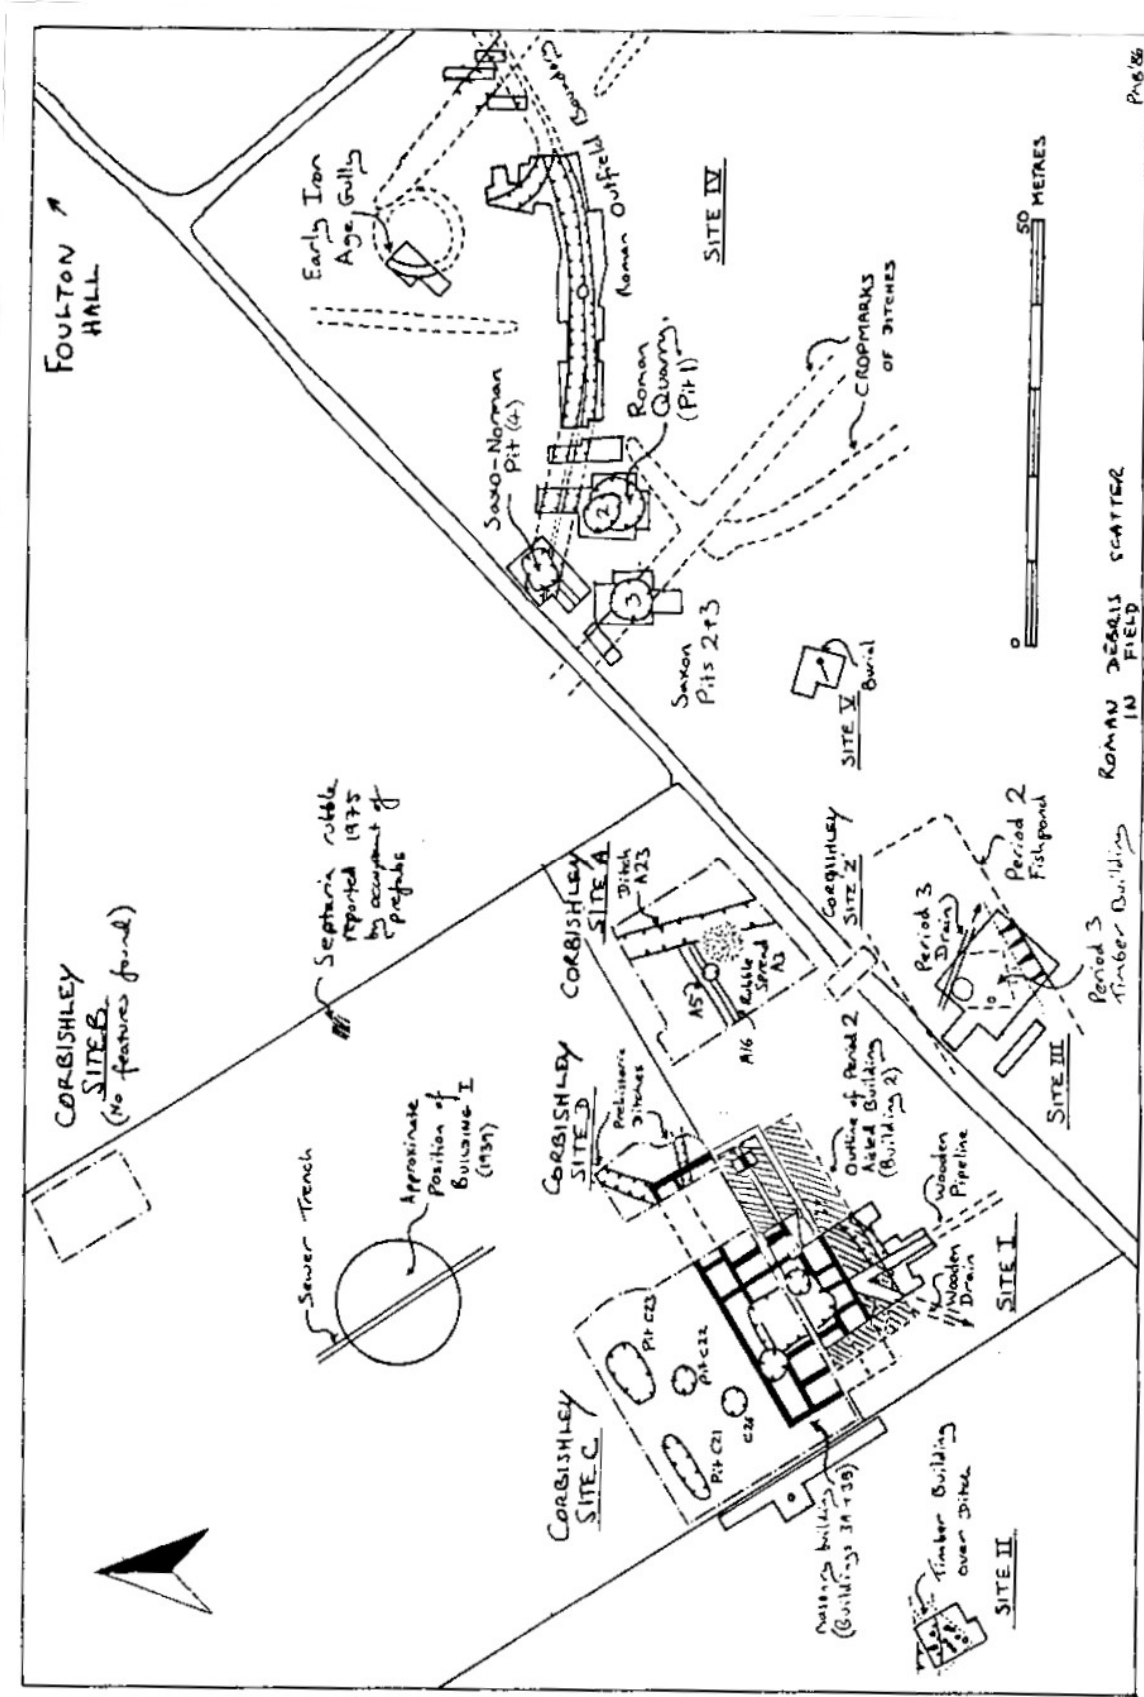 FOULTON
HALL
CORBISHLEY
SITE B
(No features found)
Septaria rubble
reported 1975
by occupant of
prefabs
Sewer Trench
Approximate
Position of
BUILDING I
(1939)
CORBISHLEY
SITE C
Pit C23
Pit C22
C26
Pit C21
CORBISHLEY
SITE D
Prehistoric
Ditches
CORBISHLEY
SITE A
Ditch
A23
A57
Rubble
Spread
A3
A16
Masonry building
(Buildings 3A + 3B)
Outline of Period 2
Aisled Building
(Building 2)
Wooden
Pipeline
Wooden
Drain
SITE I
Timber Building
over Ditch
SITE II
CORBISHLEY
SITE Z
Period 3
Drain
Period 2
Fishpond
Period 3
Timber Building
SITE III
Early Iron
Age Gully
Saxo-Norman
Pit (4)
Roman
Quarry,
(Pit 1)
2
3
Saxon
Pits 2+3
Roman Outfield Boundary
SITE IV
CROPMARKS
OF DITCHES
SITE V
Burial
0
50
METRES
ROMAN DEBRIS SCATTER
IN FIELD
PMB '86